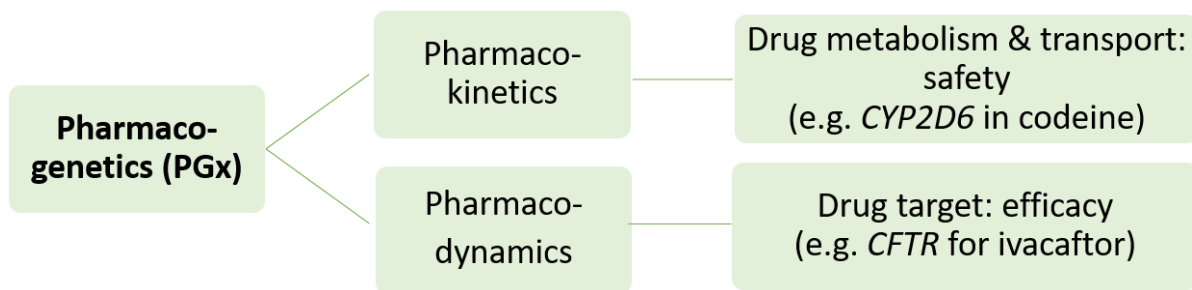 Pharmaco-
genetics (PGx)
Pharmaco-
kinetics
Drug metabolism & transport:
safety
(e.g. CYP2D6 in codeine)
Pharmaco-
dynamics
Drug target: efficacy
(e.g. CFTR for ivacaftor)